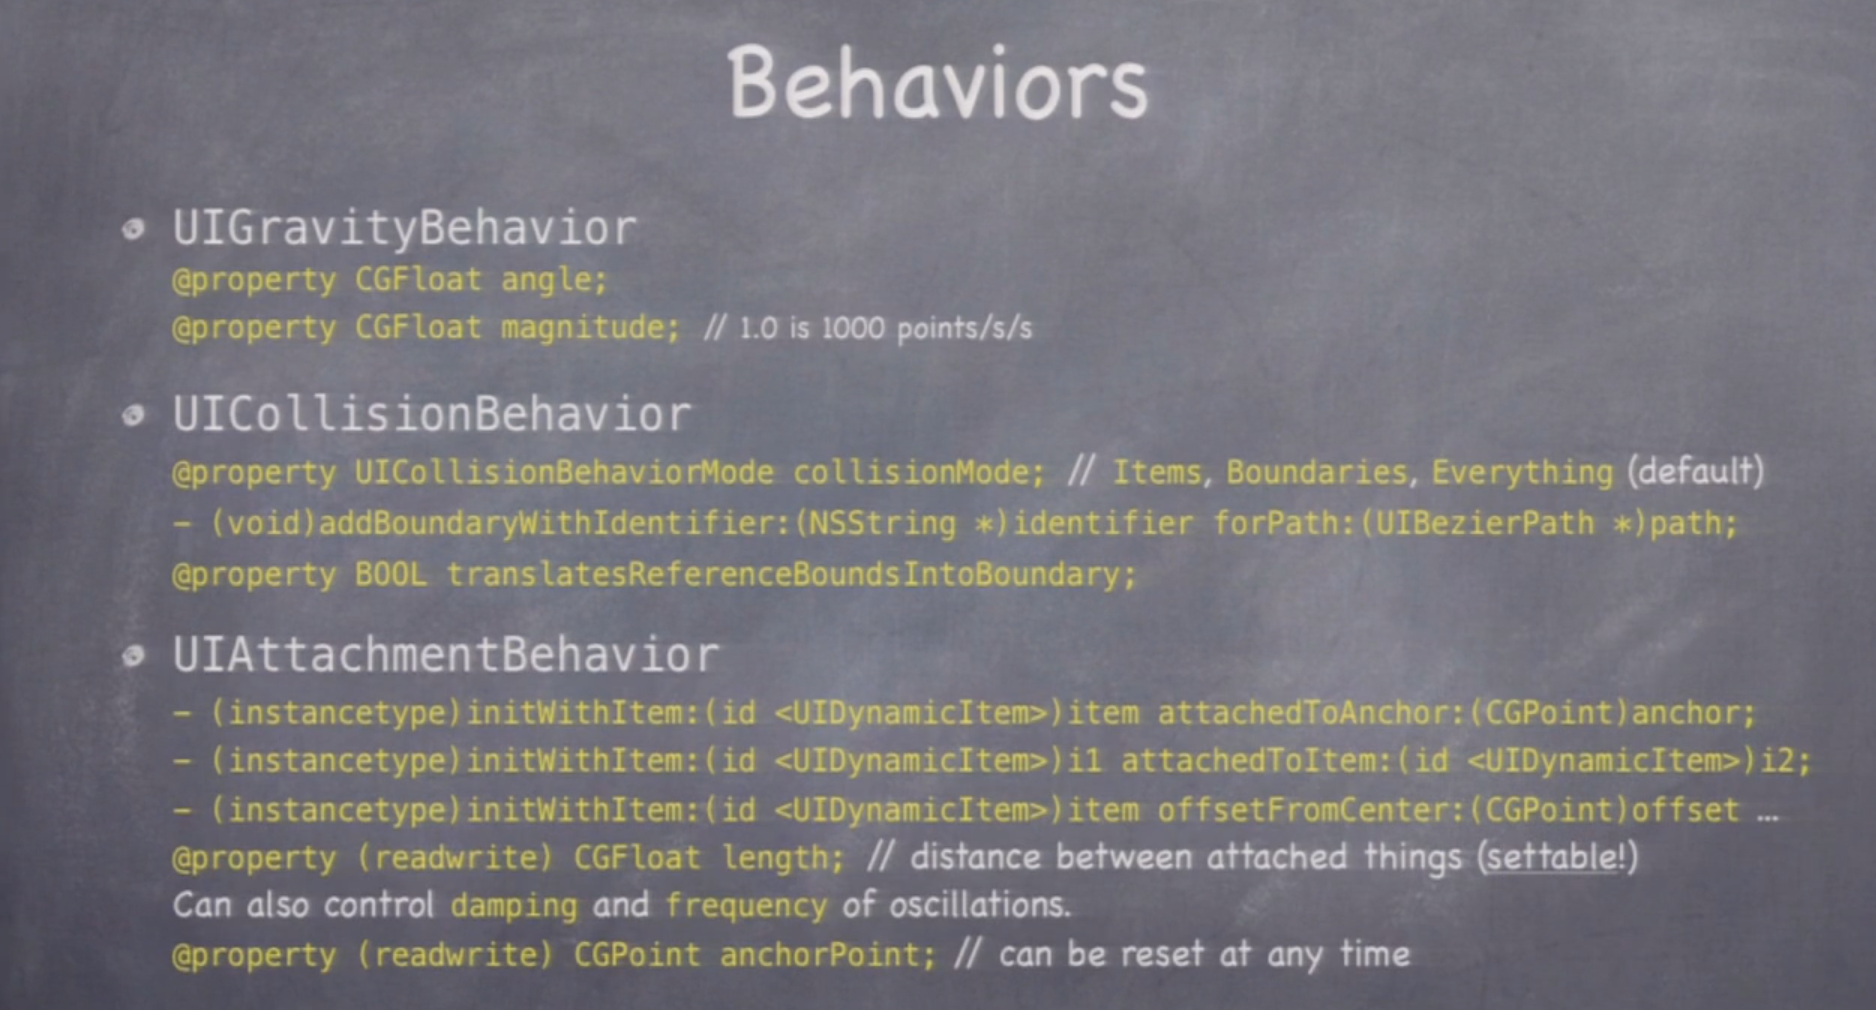 Behaviors
UIGravityBehavior
@property CGFloat angle;
@property CGFloat magnitude; // 1.0 is 1000 points/s/s
UICollisionBehavior
@property UICollisionBehaviorMode collisionMode; // Items, Boundaries, Everything (default)
- (void)addBoundaryWithIdentifier:(NSString *)identifier forPath:(UIBezierPath *)path;
@property BOOL translatesReferenceBoundsIntoBoundary;
UIAttachmentBehavior
- (instancetype)initWithItem:(id <UIDynamicItem>)item attachedToAnchor:(CGPoint)anchor;
- (instancetype)initWithItem:(id <UIDynamicItem>)i1 attachedToItem:(id <UIDynamicItem>)i2;
- (instancetype)initWithItem:(id <UIDynamicItem>)item offsetFromCenter:(CGPoint)offset ...
@property (readwrite) CGFloat length; // distance between attached things (settable!)
Can also control damping and frequency of oscillations.
@property (readwrite) CGPoint anchorPoint; // can be reset at any time